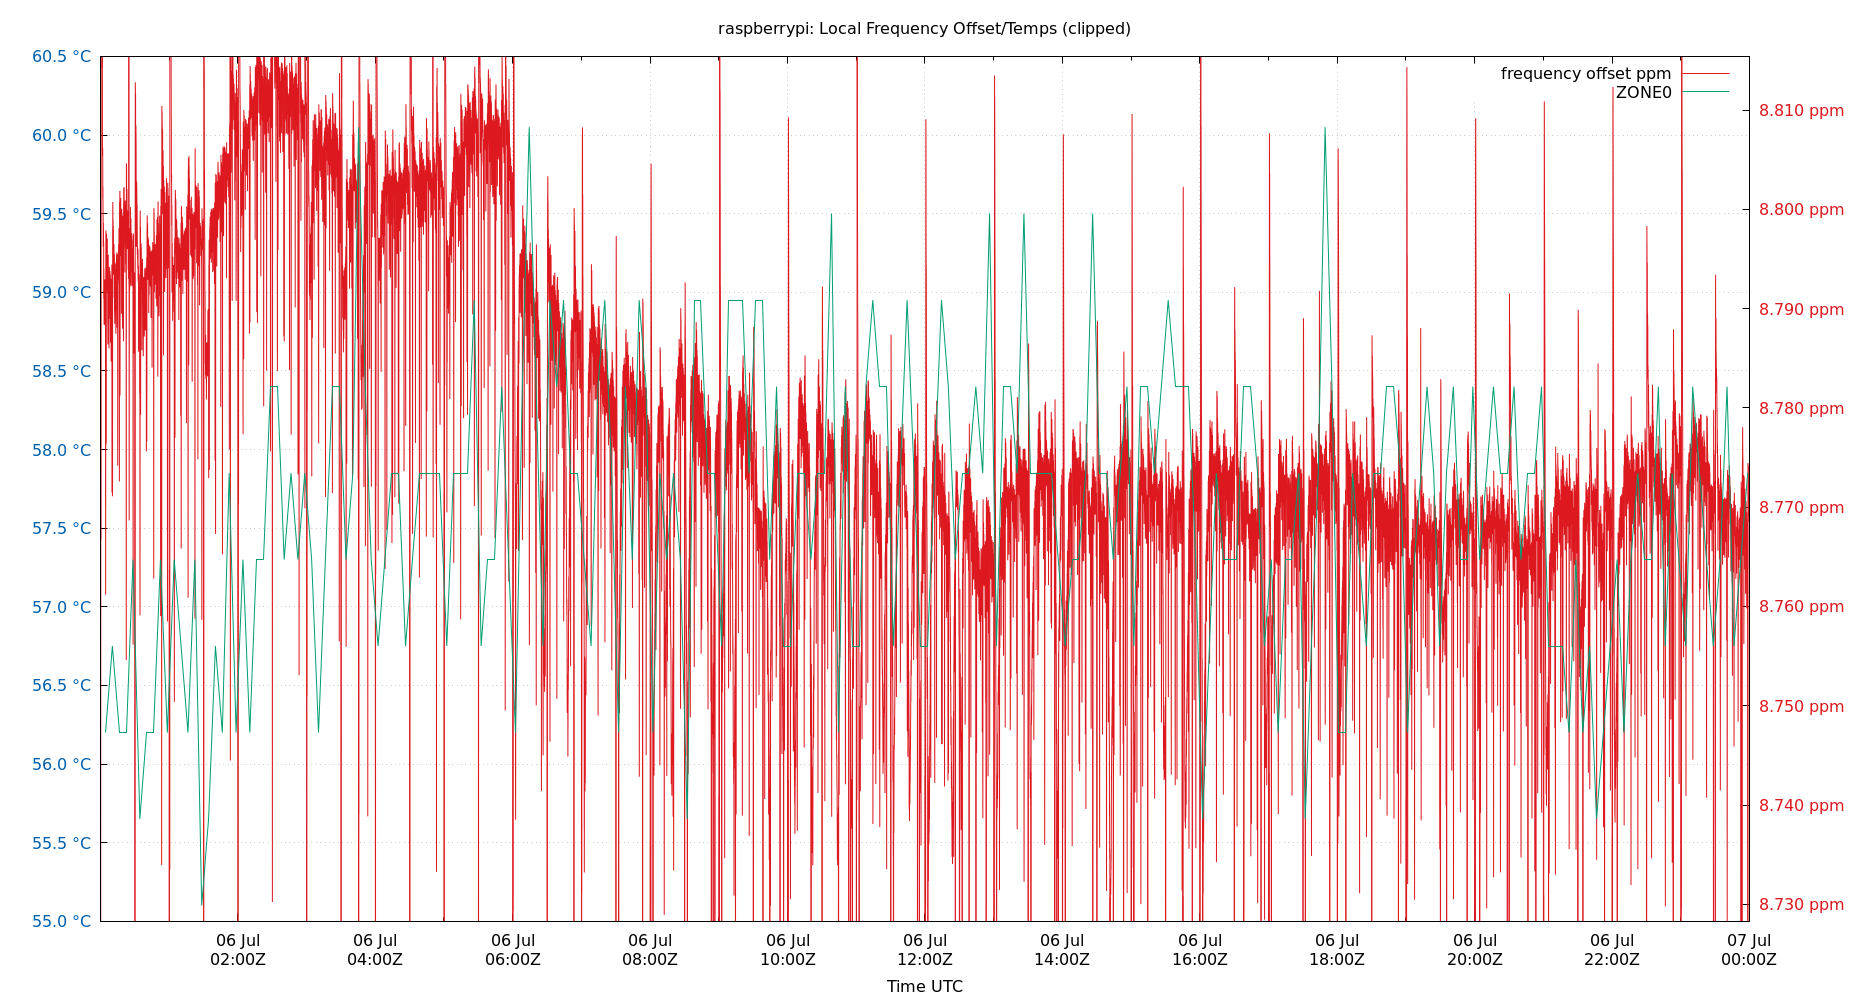 raspberrypi: Local Frequency Offset/Temps (clipped)
frequency offset ppm
ZONE0
60.5 °C
60.0 °C
59.5 °C
59.0 °C
58.5 °C
58.0 °C
57.5 °C
57.0 °C
56.5 °C
56.0 °C
55.5 °C
55.0 °C
8.810 ppm
8.800 ppm
8.790 ppm
8.780 ppm
8.770 ppm
8.760 ppm
8.750 ppm
8.740 ppm
8.730 ppm
06 Jul 06 Jul 06 Jul 06 Jul 06 Jul 06 Jul 06 Jul 06 Jul 06 Jul 06 Jul 06 Jul 07 Jul
02:00Z 04:00Z 06:00Z 08:00Z 10:00Z 12:00Z 14:00Z 16:00Z 18:00Z 20:00Z 22:00Z 00:00Z
Time UTC